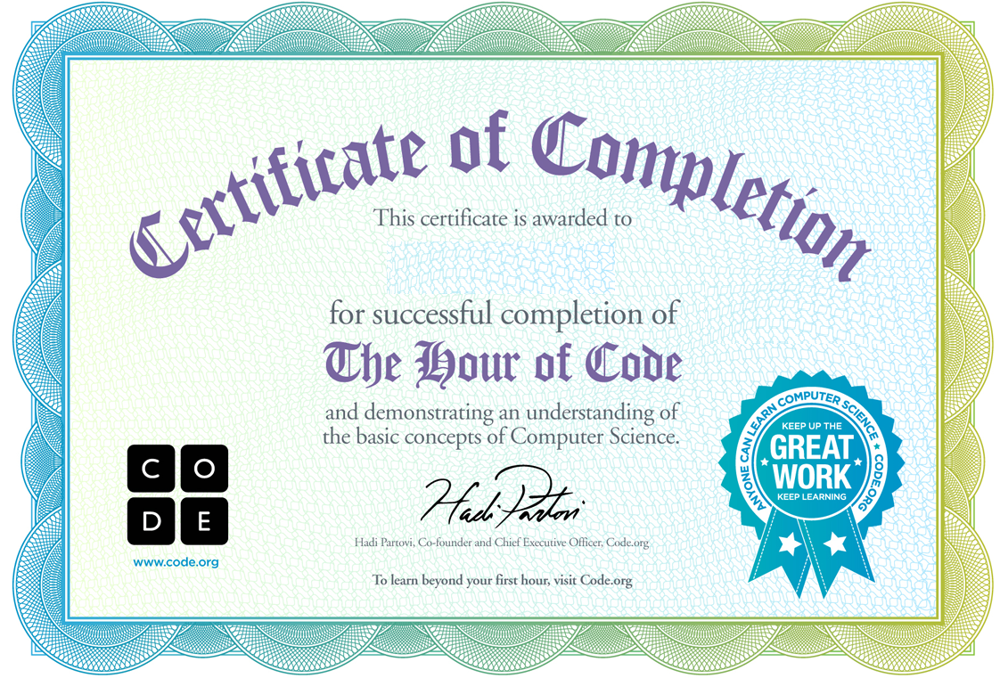 Certificate of Completion
This certificate is awarded to
for successful completion of
The Hour of Code
and demonstrating an understanding of
the basic concepts of Computer Science.
Hadi Partovi
Hadi Partovi, Co-founder and Chief Executive Officer, Code.org
To learn beyond your first hour, visit Code.org
C O
D E
www.code.org
ANYONE CAN LEARN COMPUTER SCIENCE ★ CODE.ORG
KEEP UP THE
GREAT
WORK
KEEP LEARNING